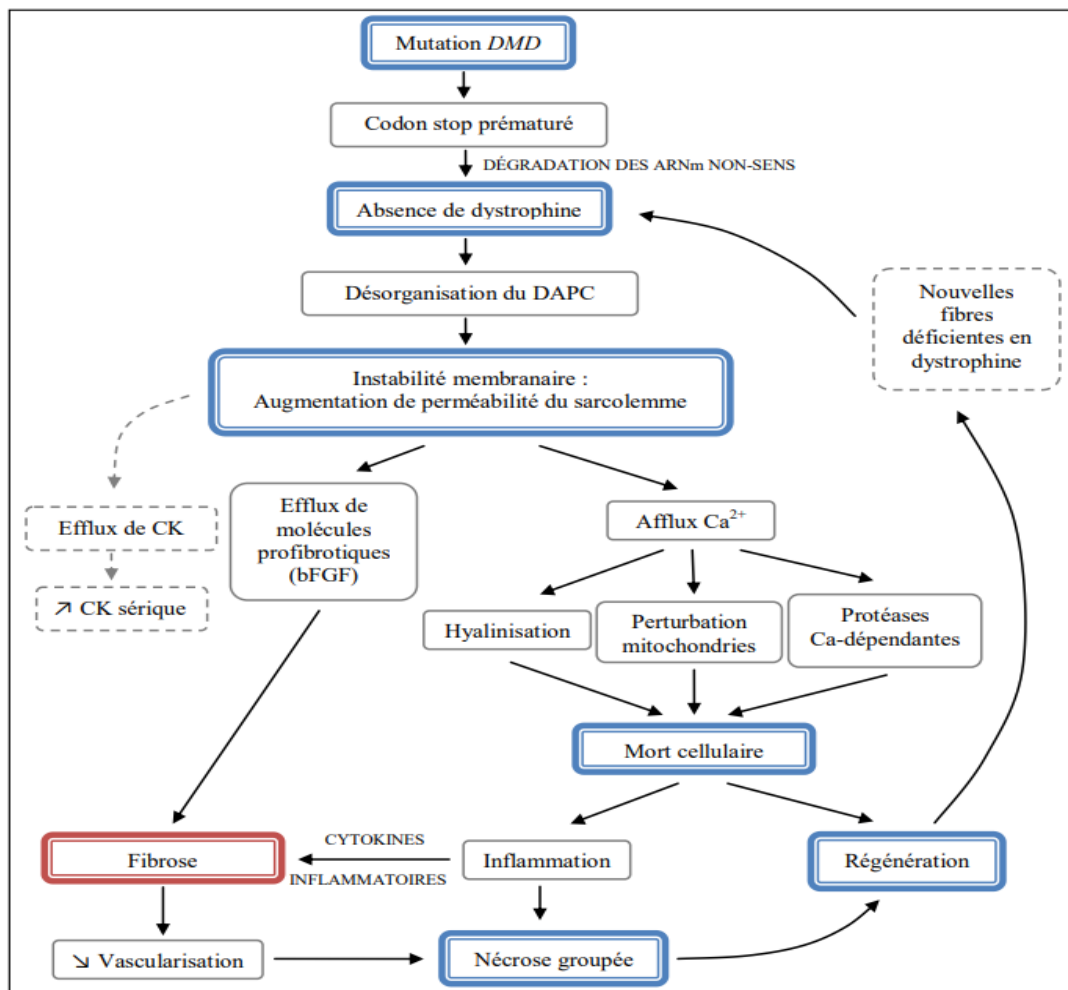 Mutation DMD
Codon stop prématuré
DÉGRADATION DES ARNm NON-SENS
Absence de dystrophine
Désorganisation du DAPC
Nouvelles
fibres
déficientes en
dystrophine
Instabilité membranaire :
Augmentation de perméabilité du sarcolemme
Efflux de CK
↗ CK sérique
Efflux de
molécules
profibrotiques
(bFGF)
Afflux Ca²⁺
Hyalinisation
Perturbation
mitochondries
Protéases
Ca-dépendantes
Mort cellulaire
Fibrose
CYTOKINES
INFLAMMATOIRES
Inflammation
Régénération
↘ Vascularisation
Nécrose groupée